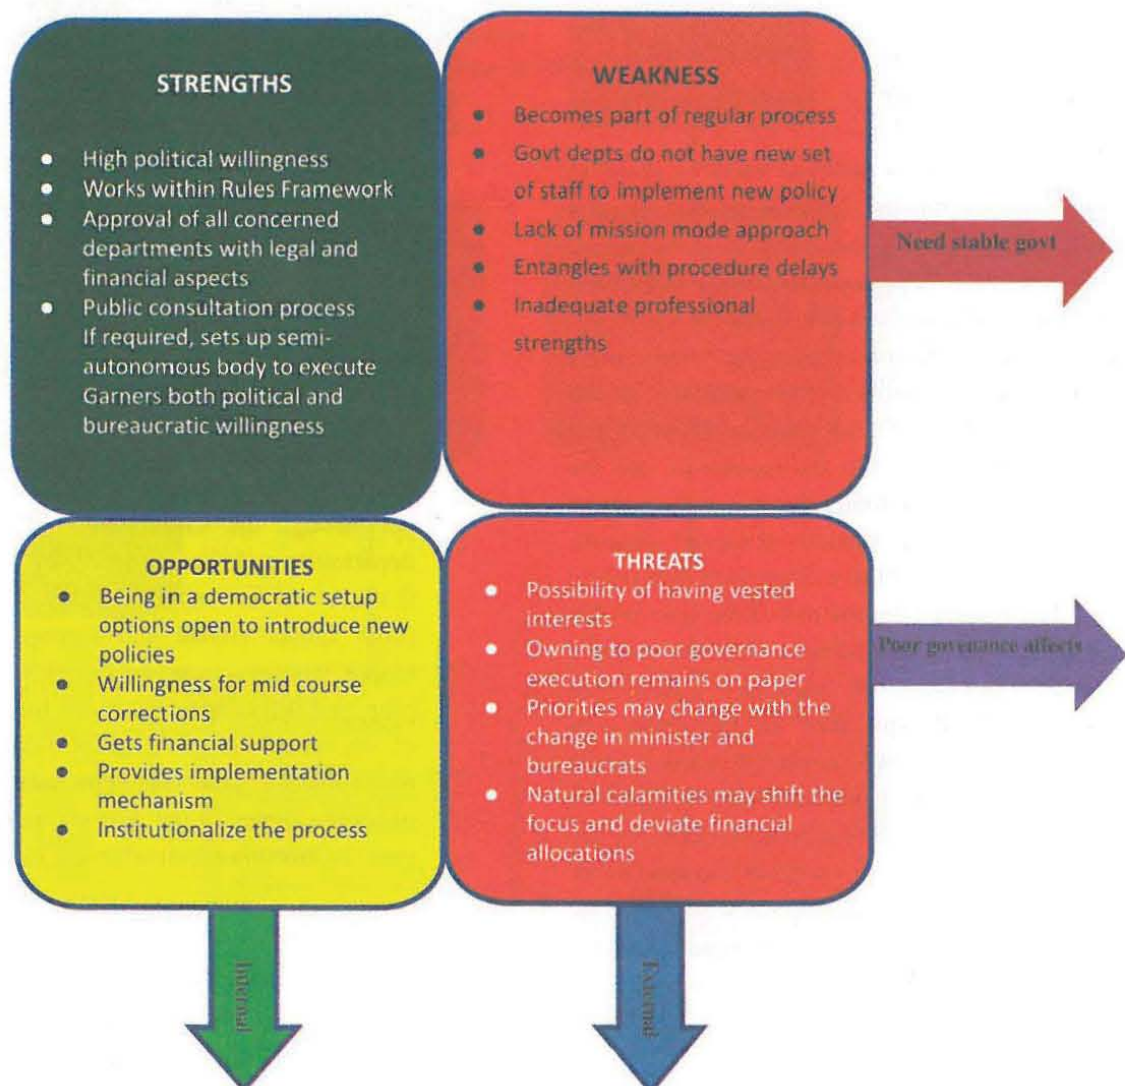 STRENGTHS
● High political willingness
● Works within Rules Framework
● Approval of all concerned
departments with legal and
financial aspects
● Public consultation process
If required, sets up semi-
autonomous body to execute
Garners both political and
bureaucratic willingness
WEAKNESS
● Becomes part of regular process
● Govt depts do not have new set
of staff to implement new policy
● Lack of mission mode approach
● Entangles with procedure delays
● Inadequate professional
strengths
Need stable govt
OPPORTUNITIES
● Being in a democratic setup
options open to introduce new
policies
● Willingness for mid course
corrections
● Gets financial support
● Provides implementation
mechanism
● Institutionalize the process
THREATS
● Possibility of having vested
interests
● Owning to poor governance
execution remains on paper
● Priorities may change with the
change in minister and
bureaucrats
● Natural calamities may shift the
focus and deviate financial
allocations
Poor govenance affects
Internal
External